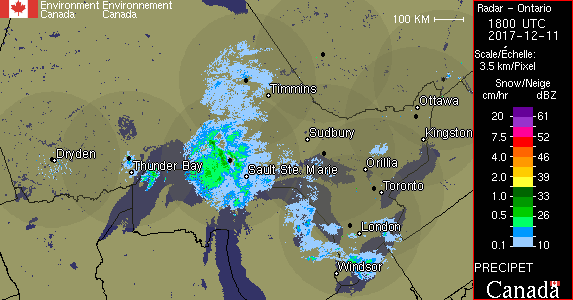 Environment Environnement
Canada Canada
100 KM
Timmins
Ottawa
Sudbury
Kingston
Dryden
Thunder Bay
Sault Ste. Marie
Orillia
Toronto
London
Windsor
Radar - Ontario
1800 UTC
2017-12-11
Scale/Échelle:
3.5 km/Pixel
Snow/Neige
cm/hr dBZ
20 61
7.5 52
4.0 46
2.0 39
1.0 33
0.5 26
0.1 10
PRECIPET
Canada